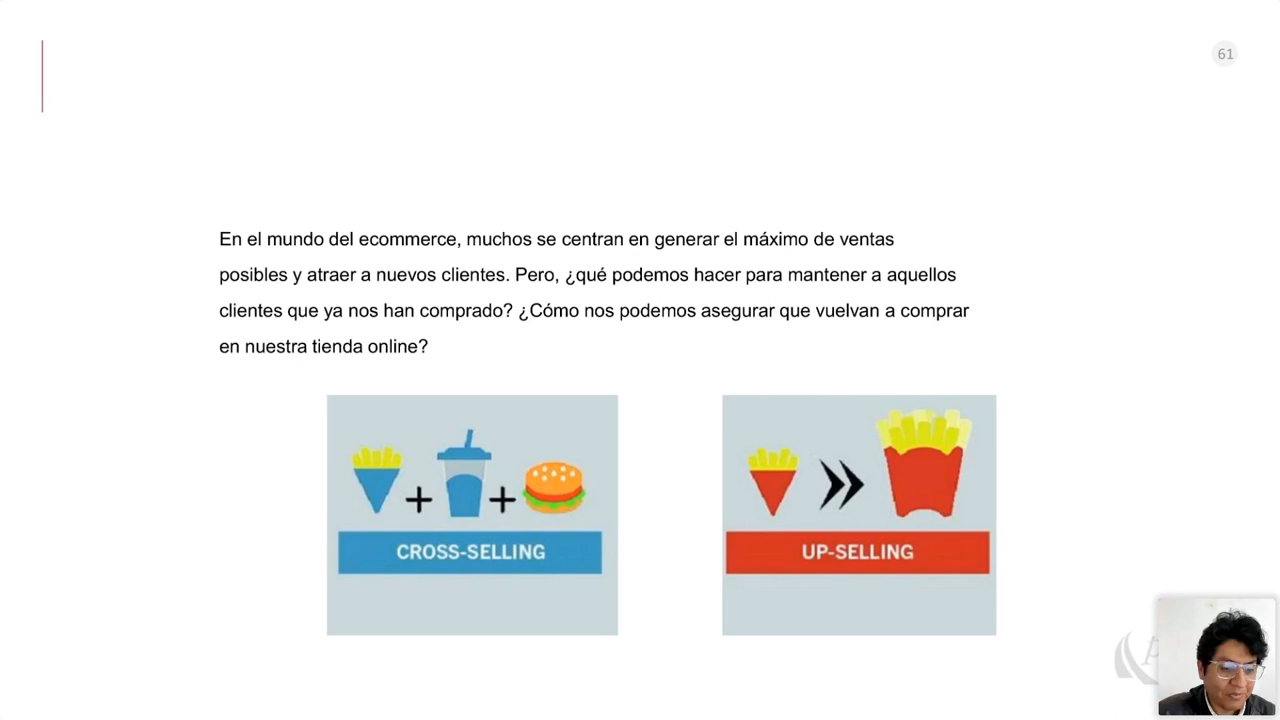 61
En el mundo del ecommerce, muchos se centran en generar el máximo de ventas
posibles y atraer a nuevos clientes. Pero, ¿qué podemos hacer para mantener a aquellos
clientes que ya nos han comprado? ¿Cómo nos podemos asegurar que vuelvan a comprar
en nuestra tienda online?
CROSS-SELLING
UP-SELLING